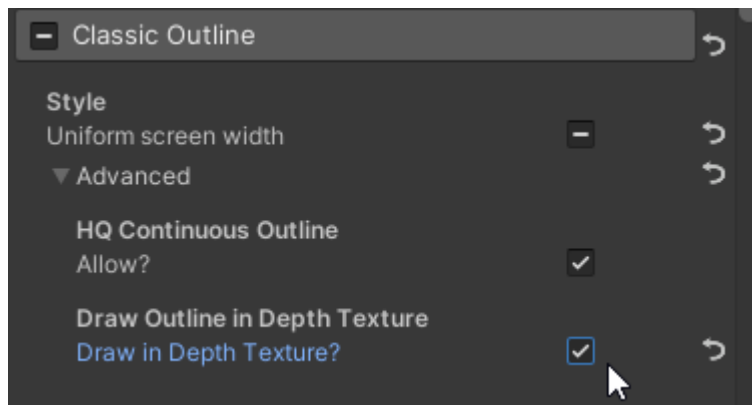 Classic Outline
Style
Uniform screen width
Advanced
HQ Continuous Outline
Allow?
Draw Outline in Depth Texture
Draw in Depth Texture?